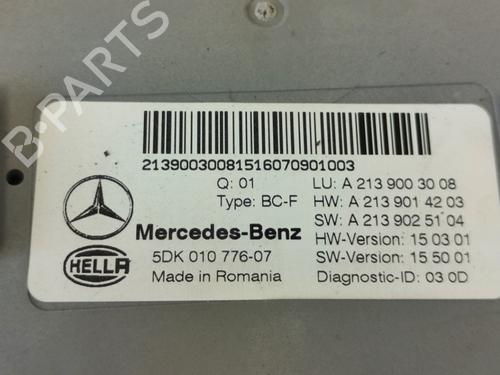 21390030081516070901003
Q: 01
LU: A 213 900 30 08
Type: BC-F
HW: A 213 901 42 03
SW: A 213 902 51 04
Mercedes-Benz
HW-Version: 15 03 01
5DK 010 776-07
SW-Version: 15 50 01
HELLA
Made in Romania
Diagnostic-ID: 03 0D
B-PARTS